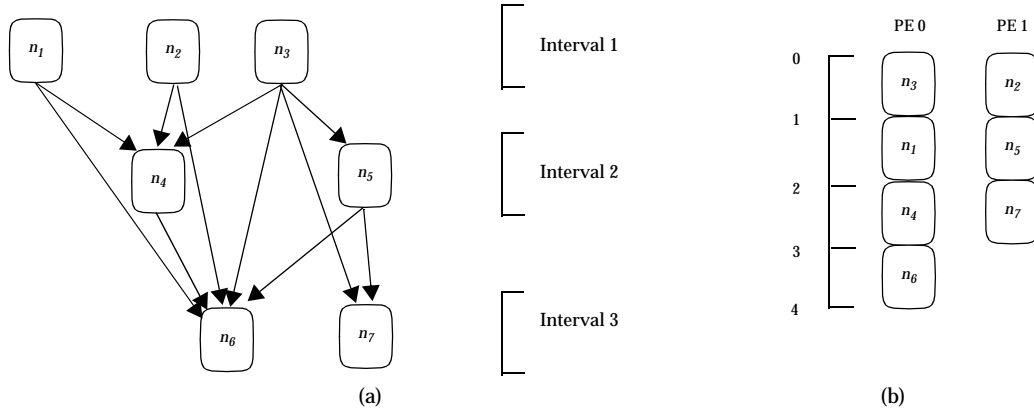 n1
n2
n3
Interval 1
n4
n5
Interval 2
n6
n7
Interval 3
(a)
PE 0
PE 1
0
n3
n2
1
n1
n5
2
n4
n7
3
n6
4
(b)